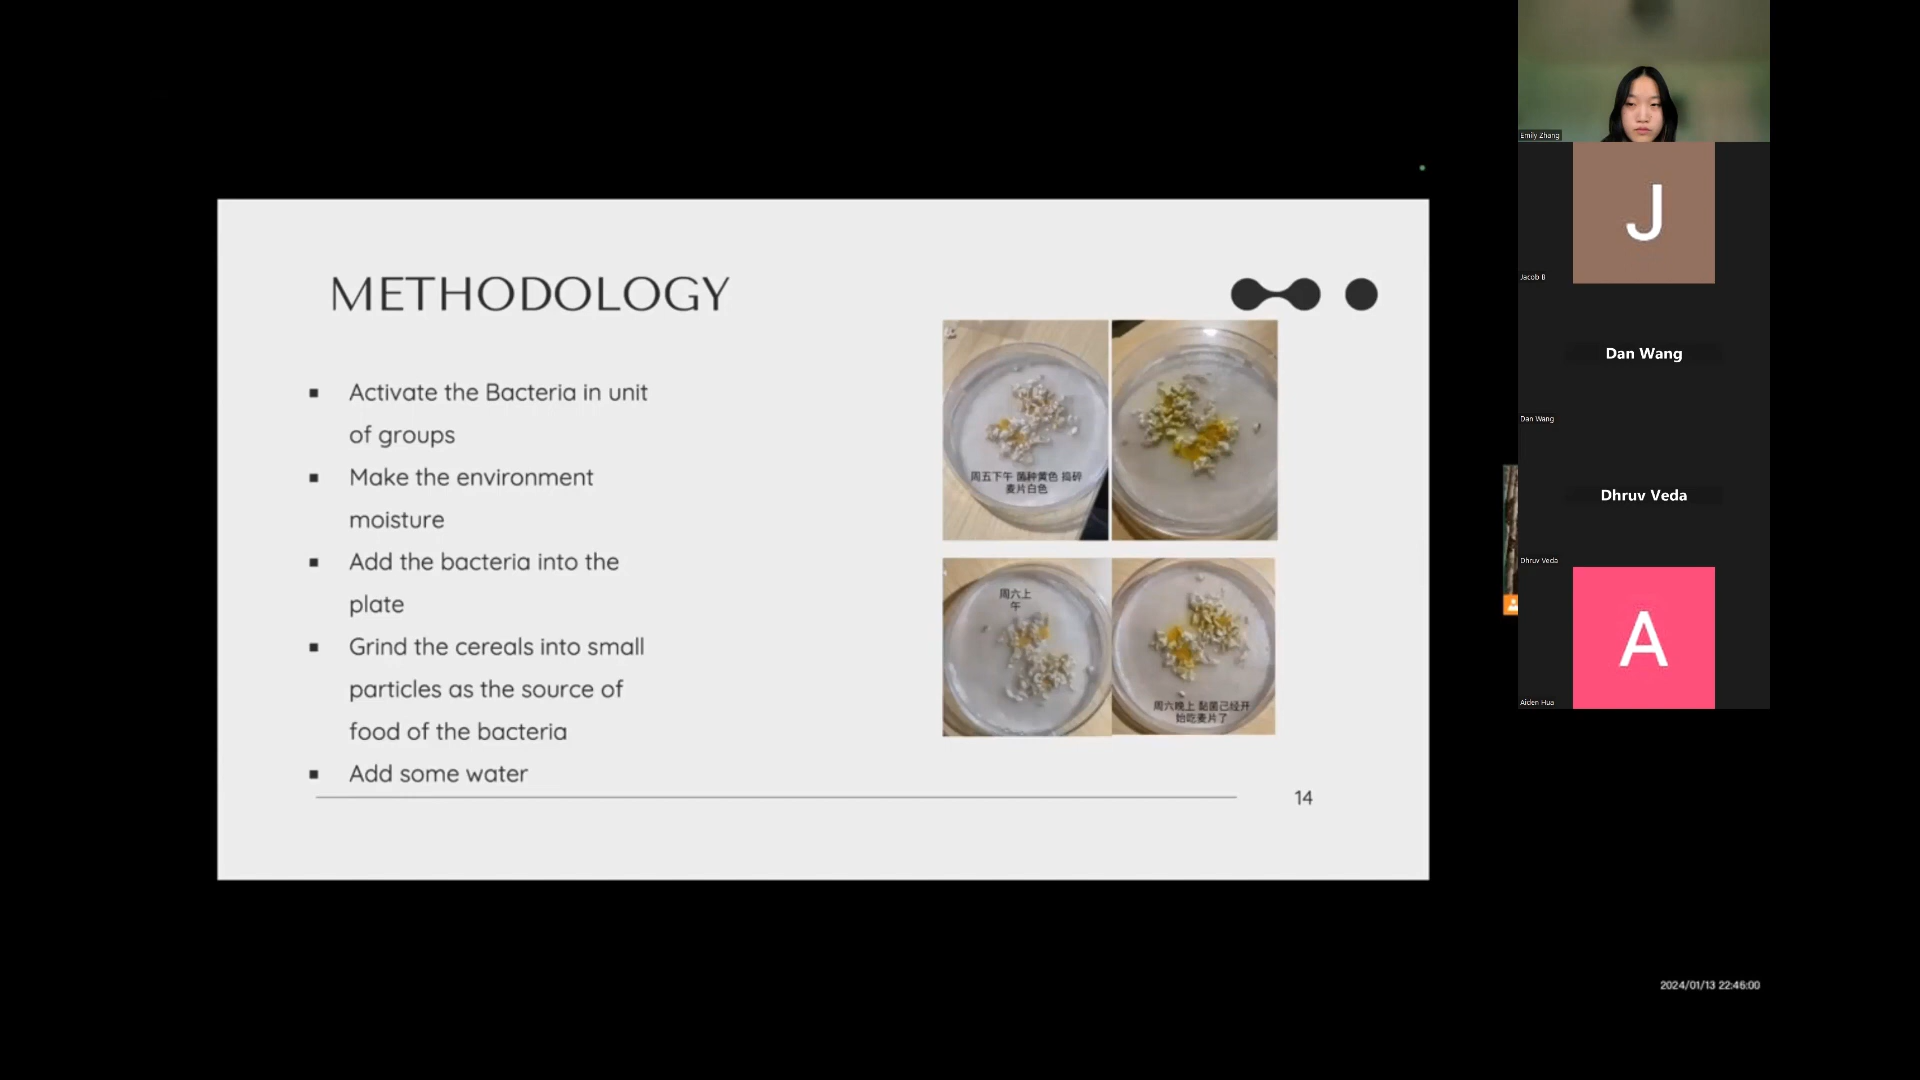 METHODOLOGY
Activate the Bacteria in unit
of groups
Make the environment
moisture
Add the bacteria into the
plate
Grind the cereals into small
particles as the source of
food of the bacteria
Add some water
周五下午 菌种黄色 捣碎
麦片白色
周六上
午
周六晚上 黏菌已经开
始吃麦片了
14
Emily Zhang
J
Jacob B
Dan Wang
Dan Wang
Dhruv Veda
Dhruv Veda
A
Aiden Hua
2024/01/13 22:46:00